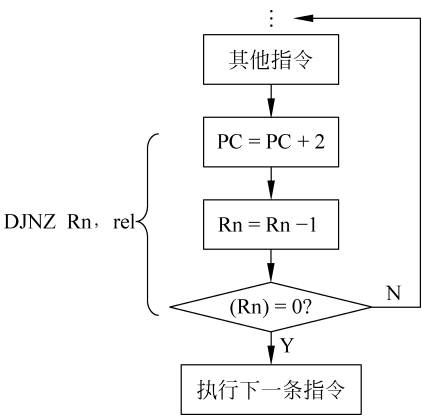 ⋮
其他指令
PC = PC + 2
DJNZ Rn，rel
Rn = Rn −1
(Rn) = 0?
N
Y
执行下一条指令